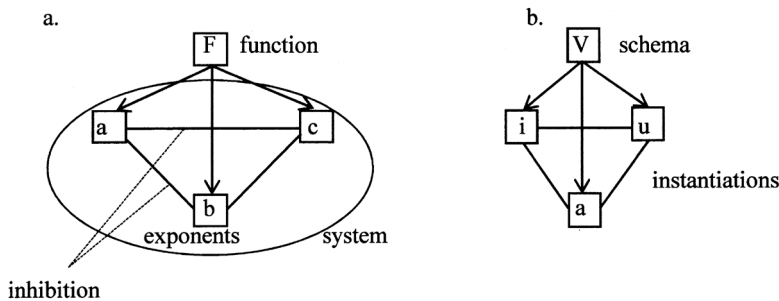 a.
F function
a
c
b
exponents
system
inhibition
b.
V schema
i
u
a
instantiations